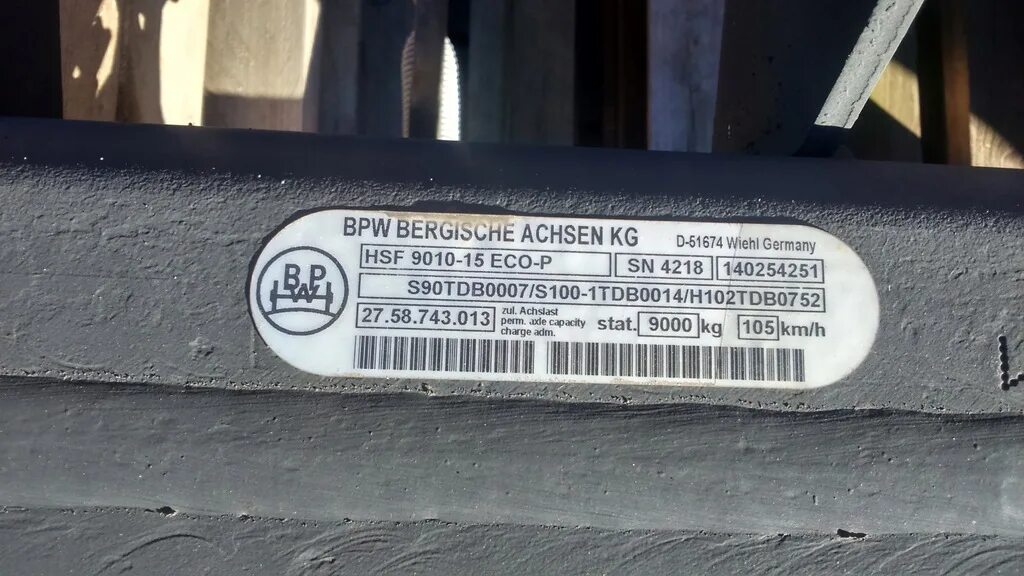 BPW BERGISCHE ACHSEN KG D-51674 Wiehl Germany
BPW
HSF 9010-15 ECO-P SN 4218 140254251
S90TDB0007/S100-1TDB0014/H102TDB0752
27.58.743.013 zul. Achslast
perm. axle capacity
charge adm. stat. 9000 kg 105 km/h